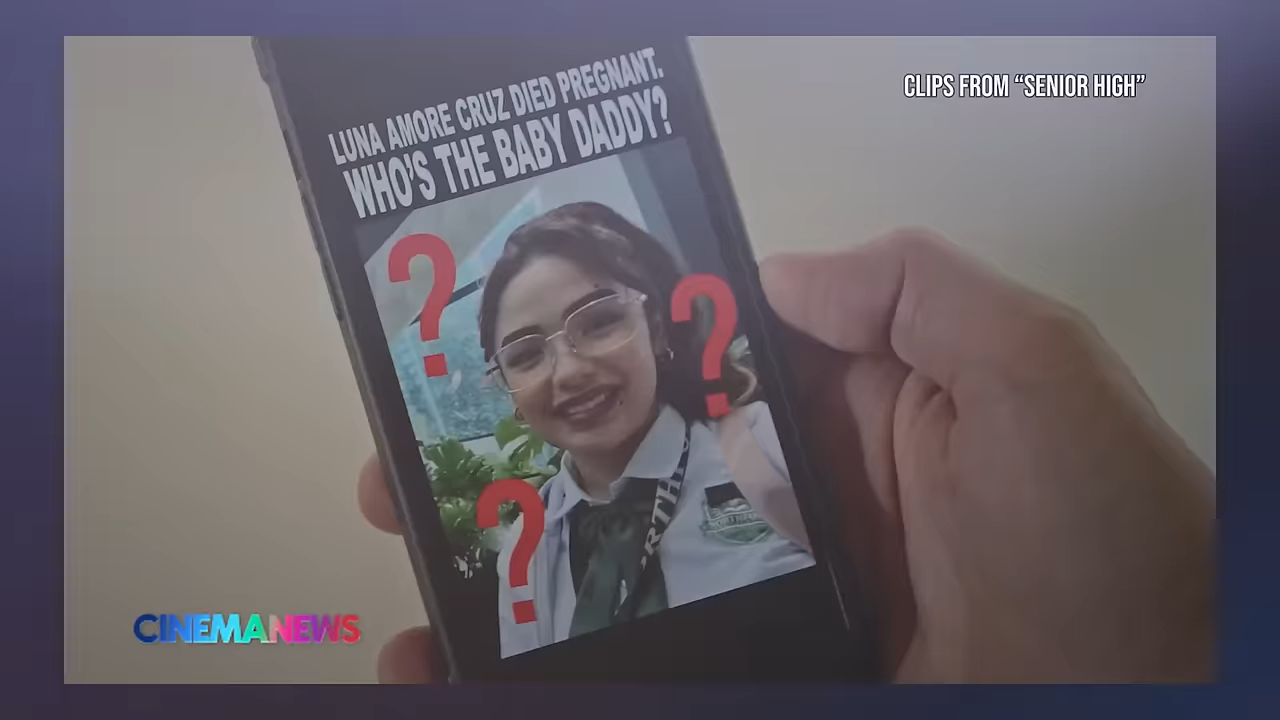 CLIPS FROM “SENIOR HIGH”
LUNA AMORE CRUZ DIED PREGNANT.
WHO'S THE BABY DADDY?
?
?
?
CINEMANEWS